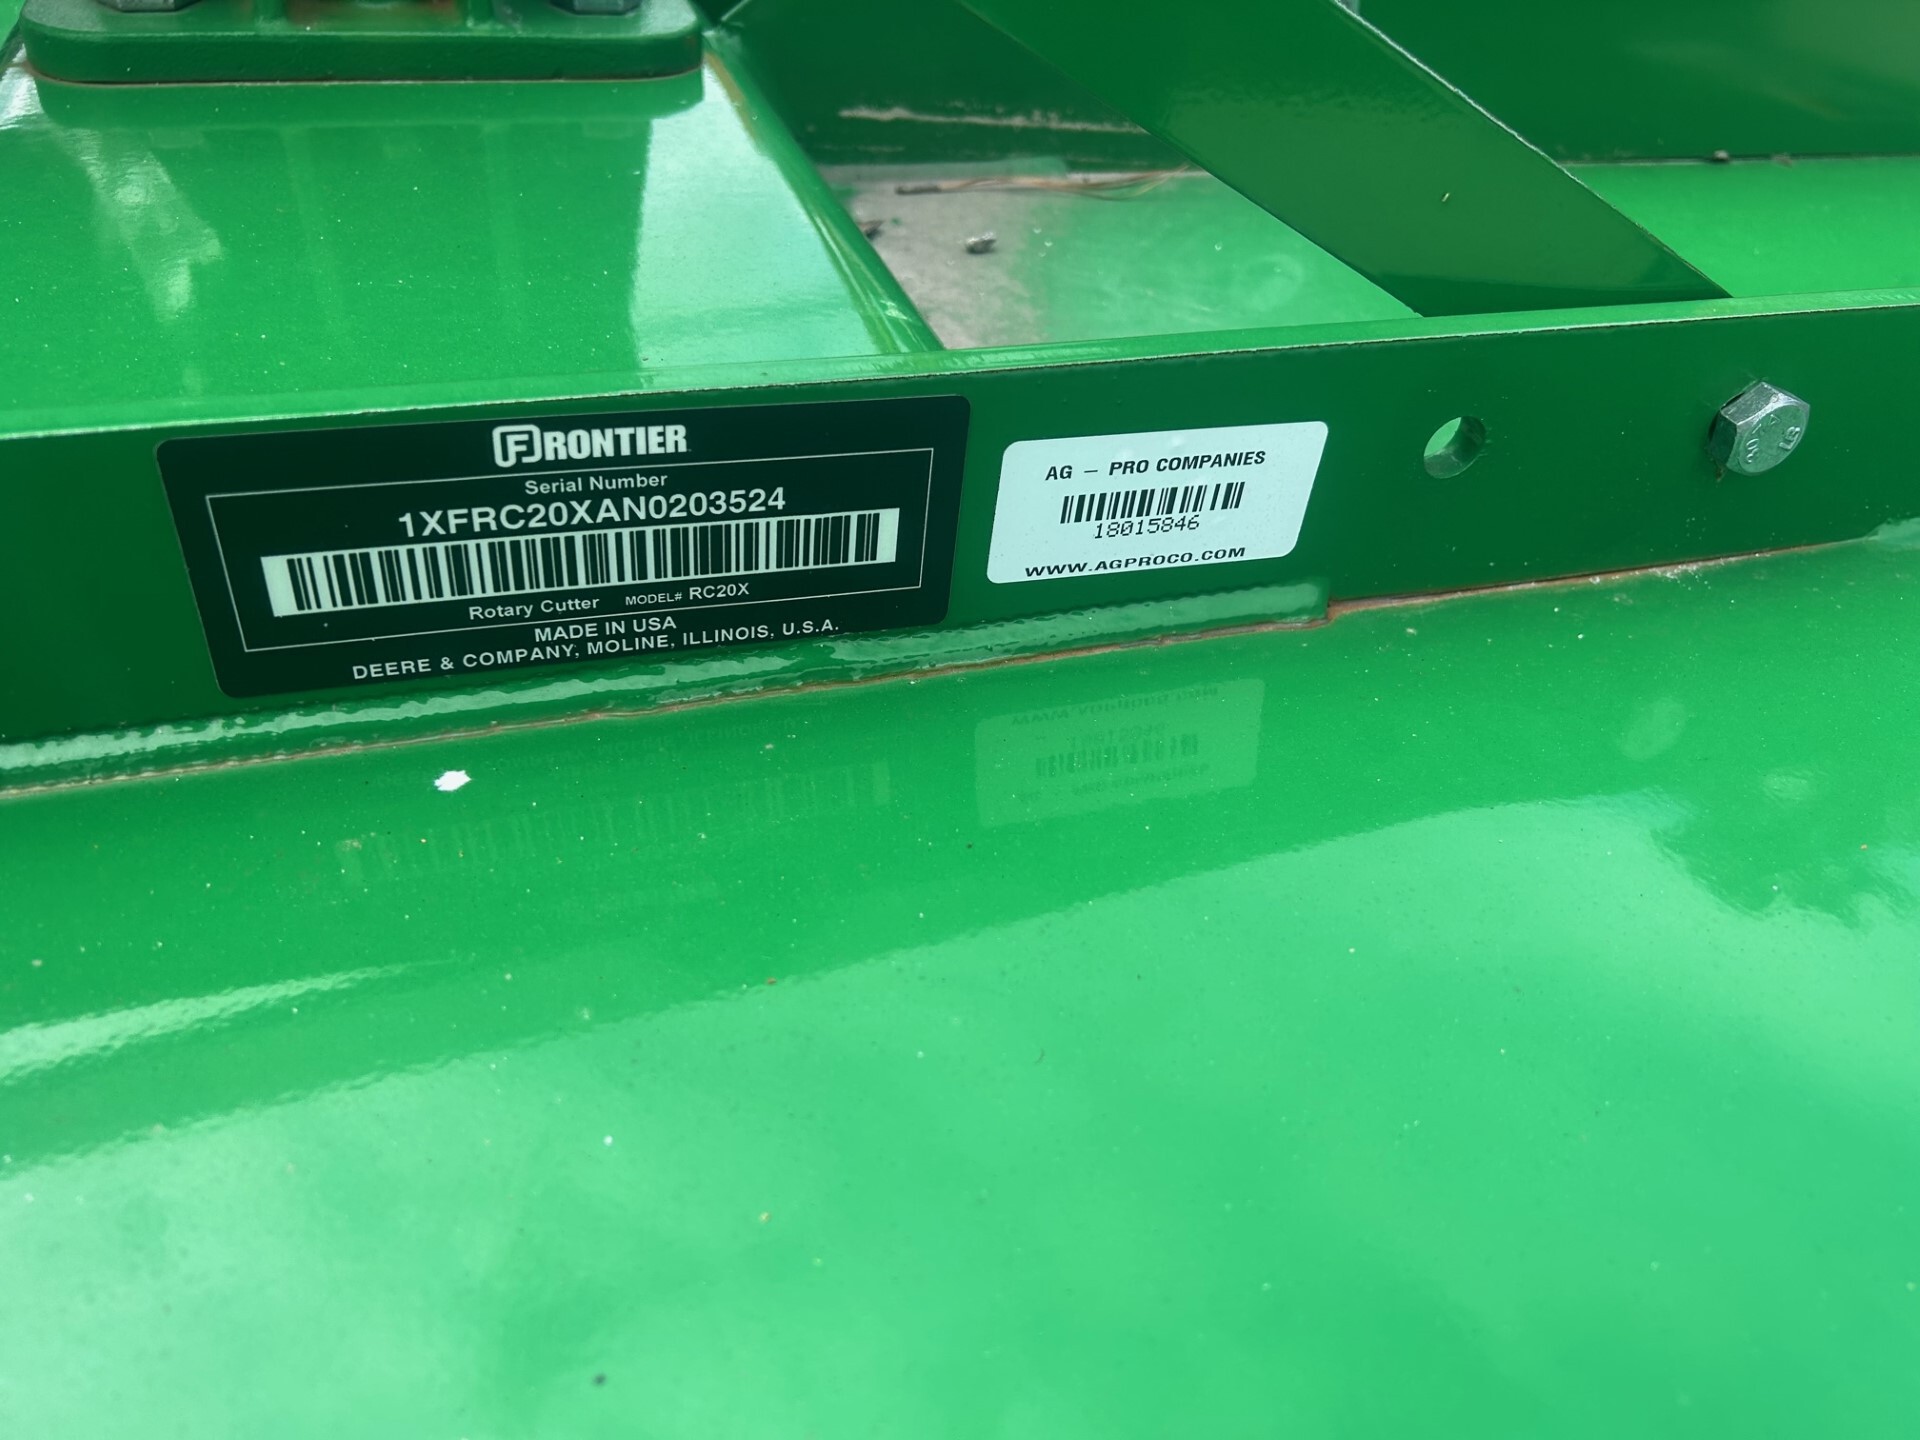 FRONTIER
Serial Number
1XFRC20XAN0203524
Rotary Cutter MODEL# RC20X
MADE IN USA
DEERE & COMPANY, MOLINE, ILLINOIS, U.S.A.
AG - PRO COMPANIES
18015846
WWW.AGPROCO.COM